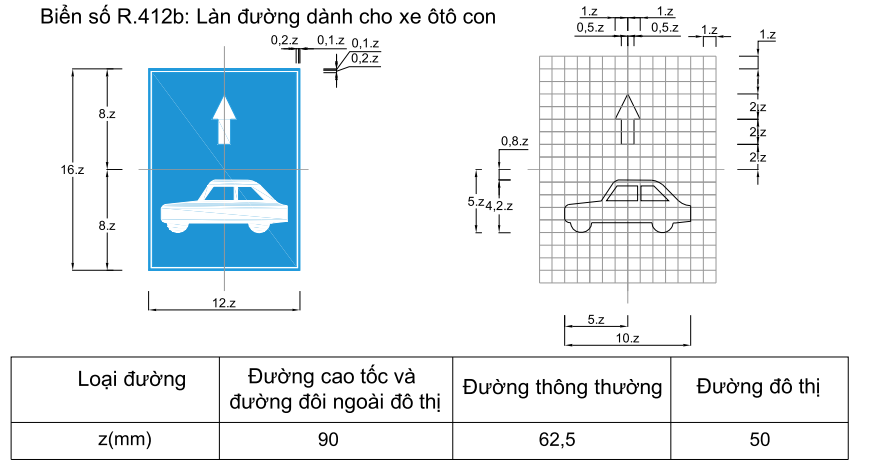 Biển số R.412b: Làn đường dành cho xe ôtô con
0,2.z
0,1.z
0,1.z
0,2.z
8.z
16.z
8.z
12.z
1.z
1.z
0,5.z
0,5.z
1.z
1.z
2.z
2.z
2.z
0,8.z
5.z
4,2.z
5.z
10.z
Loại đường
Đường cao tốc và
đường đôi ngoài đô thị
Đường thông thường
Đường đô thị
z(mm)
90
62,5
50